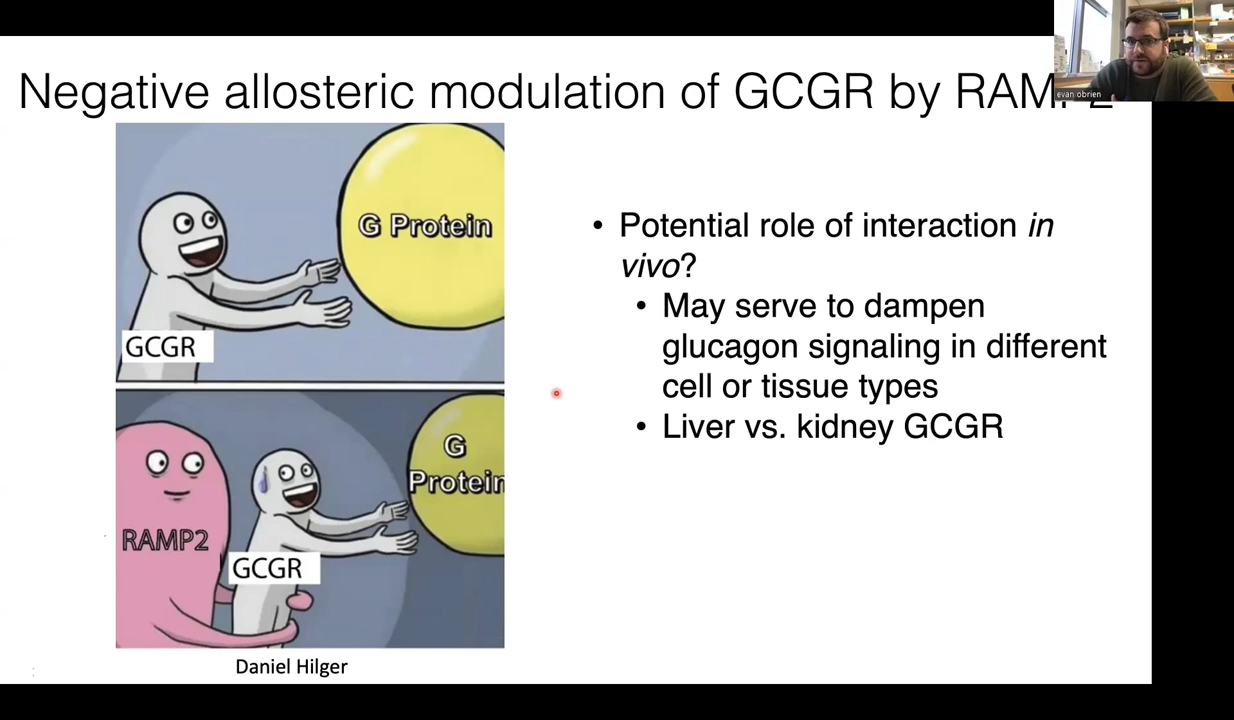 Negative allosteric modulation of GCGR by RAMP2
evan obrien
G Protein
GCGR
G
Protein
RAMP2
GCGR
Daniel Hilger
• Potential role of interaction in
vivo?
• May serve to dampen
glucagon signaling in different
cell or tissue types
• Liver vs. kidney GCGR